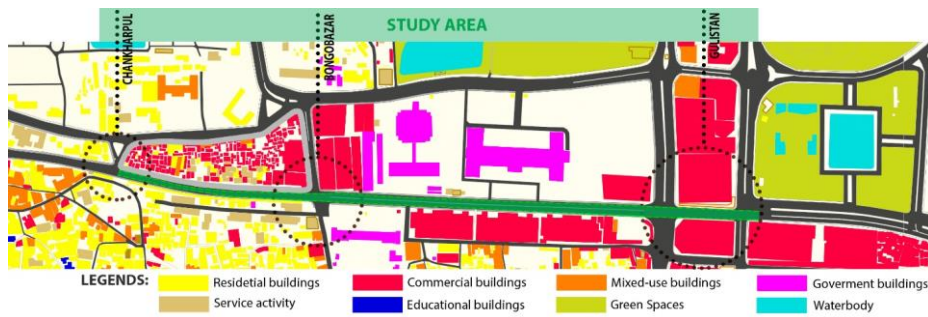 STUDY AREA
CHANKHARPUL
BONGOBAZAR
GULISTAN
LEGENDS:
Residetial buildings
Commercial buildings
Mixed-use buildings
Goverment buildings
Service activity
Educational buildings
Green Spaces
Waterbody